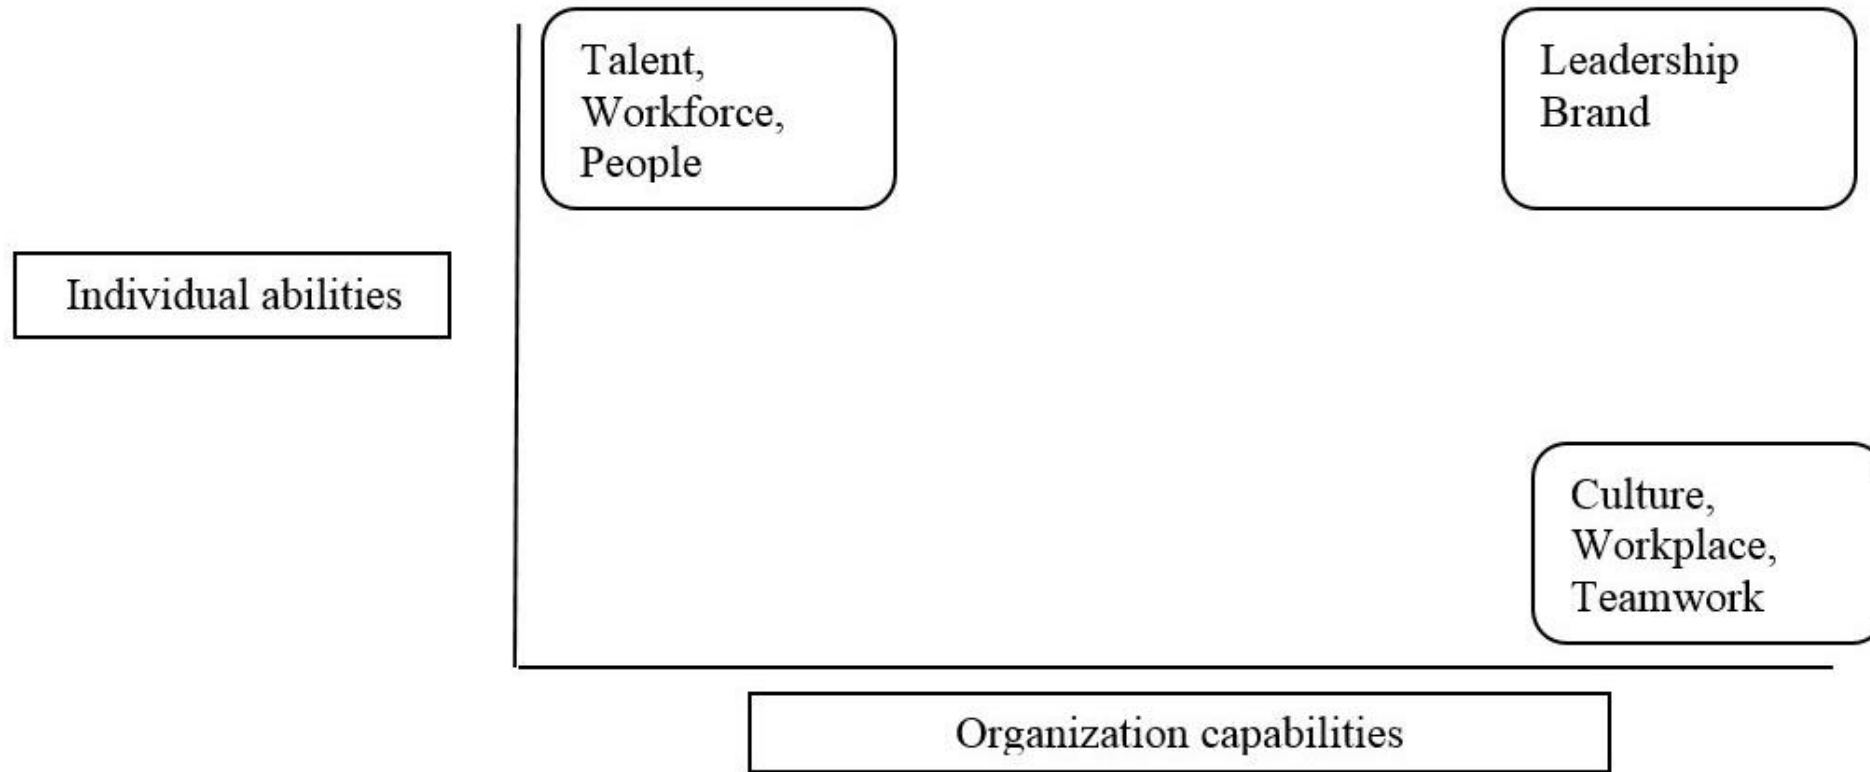 Talent,
Workforce,
People
Leadership
Brand
Individual abilities
Culture,
Workplace,
Teamwork
Organization capabilities